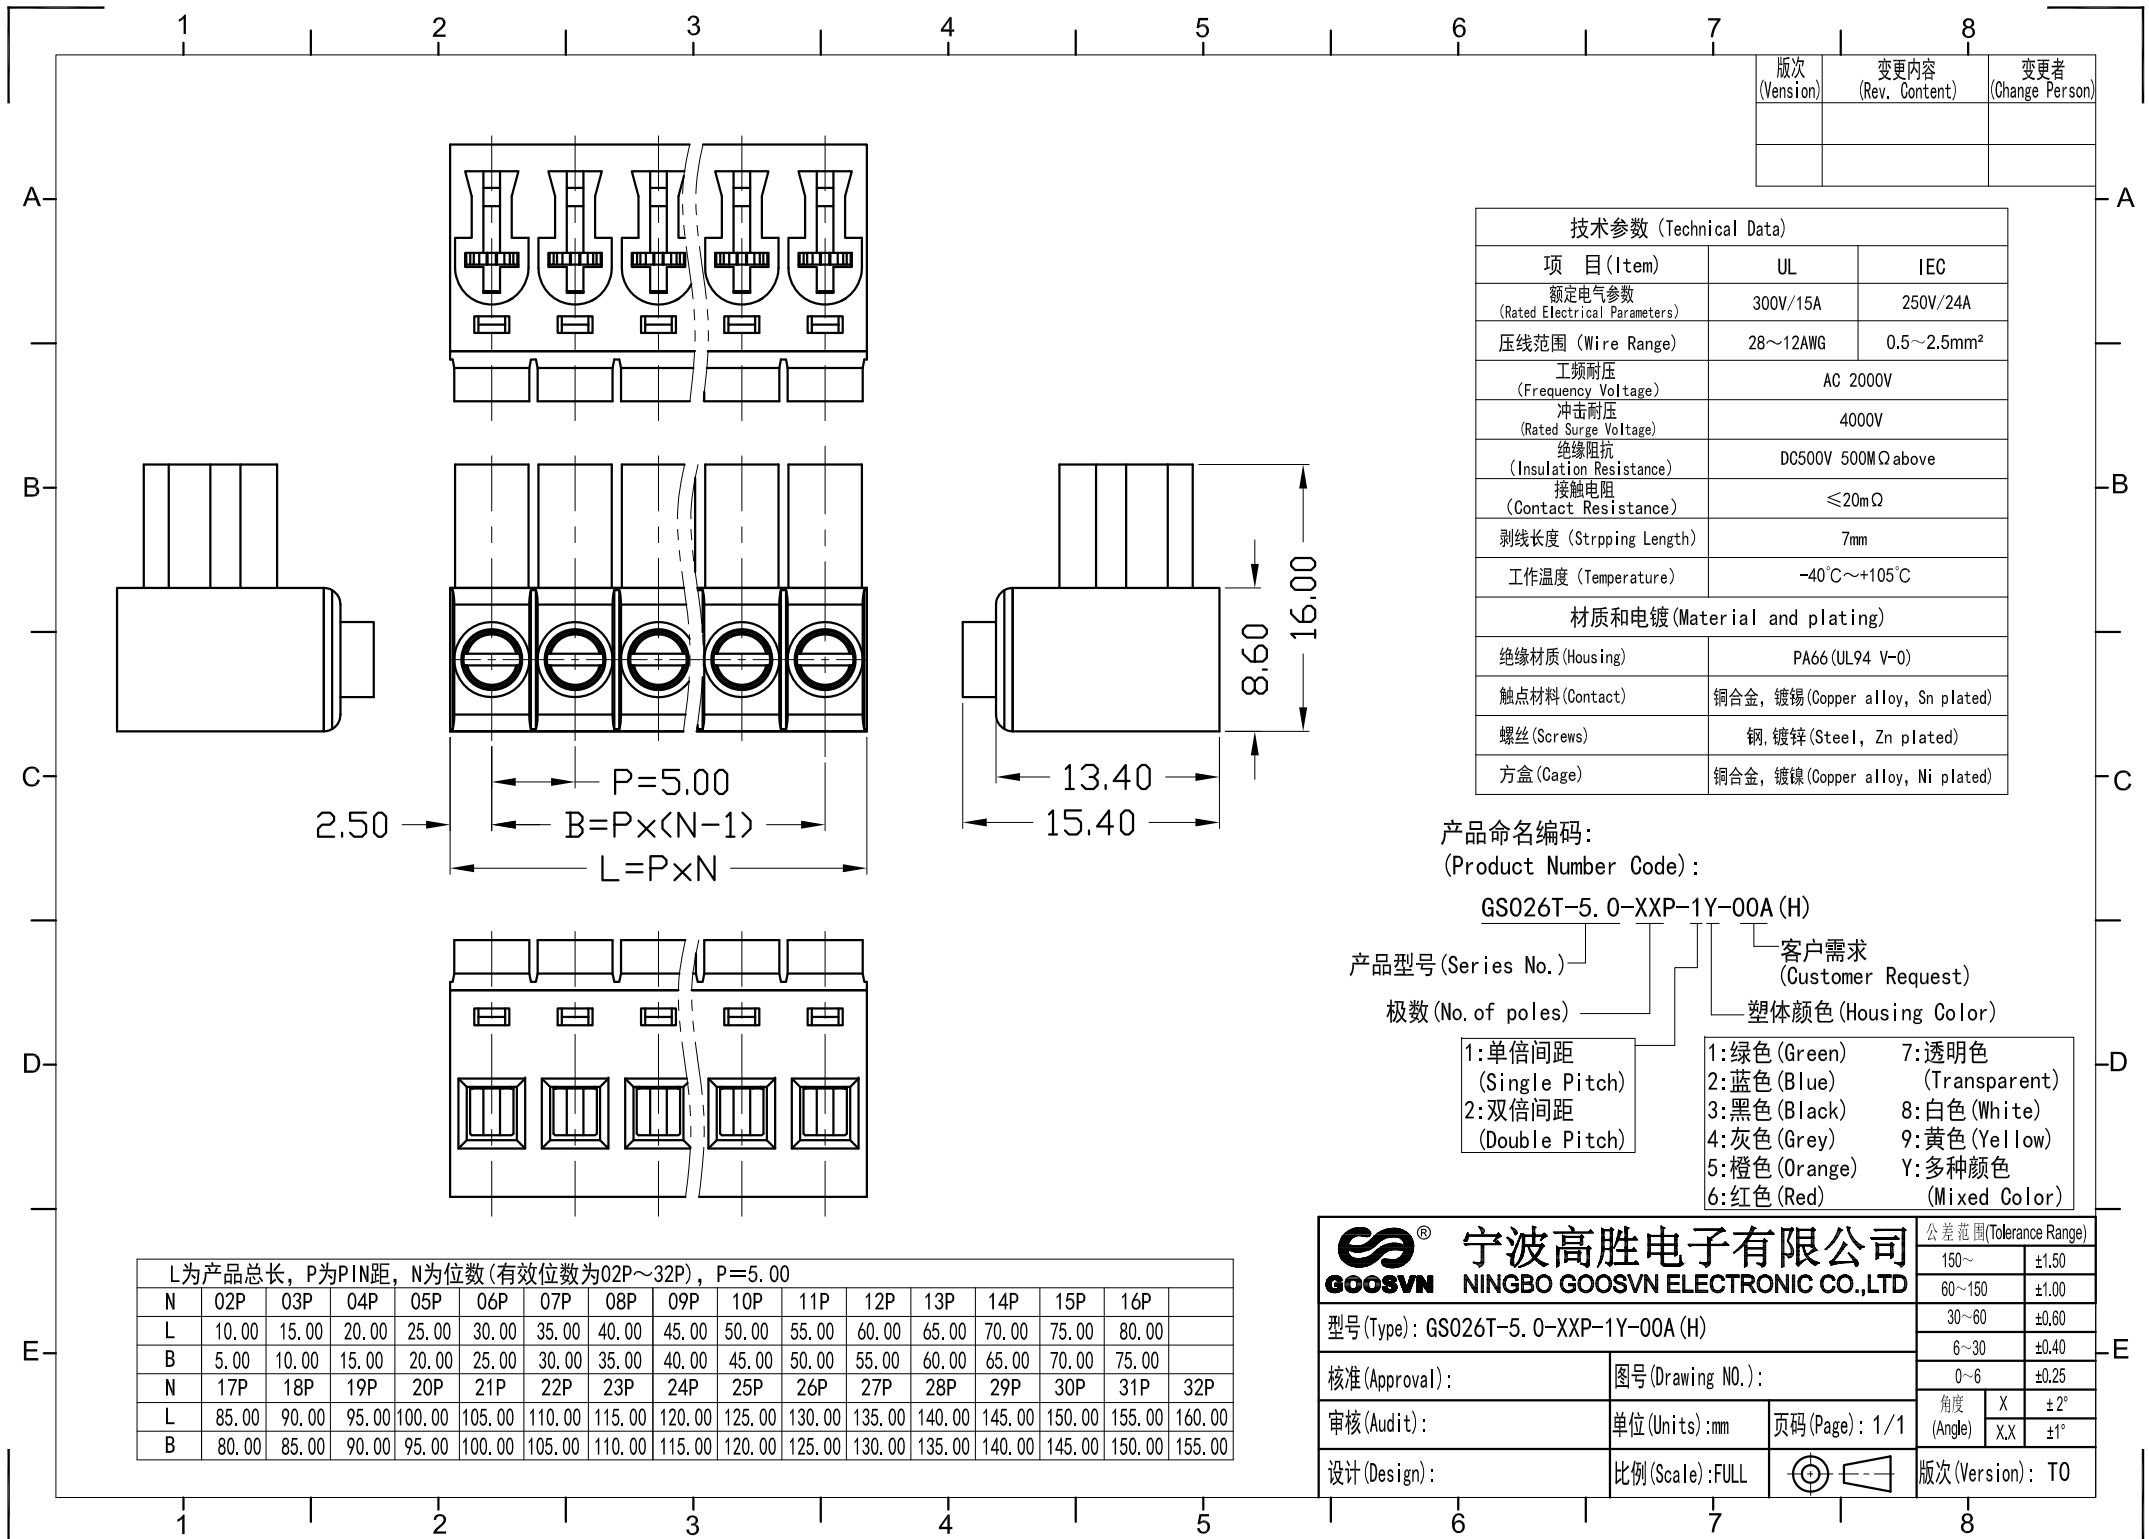 1 2 3 4 5 6 7 8
版次 变更内容 变更者
(Vension) (Rev. Content) (Change Person)
A A
B B
C C
D D
E E
技术参数(Technical Data)
项 目(Item) UL IEC
额定电气参数
(Rated Electrical Parameters) 300V/15A 250V/24A
压线范围(Wire Range) 28~12AWG 0.5~2.5mm²
工频耐压
(Frequency Voltage) AC 2000V
冲击耐压
(Rated Surge Voltage) 4000V
绝缘阻抗
(Insulation Resistance) DC500V 500MΩabove
接触电阻
(Contact Resistance) ≤20mΩ
剥线长度(Strpping Length) 7mm
工作温度(Temperature) -40℃~+105℃
材质和电镀(Material and plating)
绝缘材质(Housing) PA66(UL94 V-0)
触点材料(Contact) 铜合金, 镀锡(Copper alloy, Sn plated)
螺丝(Screws) 钢,镀锌(Steel, Zn plated)
方盒(Cage) 铜合金, 镀镍(Copper alloy, Ni plated)
16.00
8.60
P=5.00
13.40
2.50
B=P×(N-1)
15.40
L=P×N
产品命名编码:
(Product Number Code):
GS026T-5.0-XXP-1Y-00A(H)
产品型号(Series No.)
客户需求
(Customer Request)
极数(No.of poles)
塑体颜色(Housing Color)
1:单倍间距
(Single Pitch)
2:双倍间距
(Double Pitch)
1:绿色(Green) 7:透明色
2:蓝色(Blue) (Transparent)
3:黑色(Black) 8:白色(White)
4:灰色(Grey) 9:黄色(Yellow)
5:橙色(Orange) Y:多种颜色
6:红色(Red) (Mixed Color)
L为产品总长, P为PIN距, N为位数(有效位数为02P~32P), P=5.00
N 02P 03P 04P 05P 06P 07P 08P 09P 10P 11P 12P 13P 14P 15P 16P
L 10.00 15.00 20.00 25.00 30.00 35.00 40.00 45.00 50.00 55.00 60.00 65.00 70.00 75.00 80.00
B 5.00 10.00 15.00 20.00 25.00 30.00 35.00 40.00 45.00 50.00 55.00 60.00 65.00 70.00 75.00
N 17P 18P 19P 20P 21P 22P 23P 24P 25P 26P 27P 28P 29P 30P 31P 32P
L 85.00 90.00 95.00 100.00 105.00 110.00 115.00 120.00 125.00 130.00 135.00 140.00 145.00 150.00 155.00 160.00
B 80.00 85.00 90.00 95.00 100.00 105.00 110.00 115.00 120.00 125.00 130.00 135.00 140.00 145.00 150.00 155.00
® 宁波高胜电子有限公司
GOOSVN NINGBO GOOSVN ELECTRONIC CO.,LTD
型号(Type): GS026T-5.0-XXP-1Y-00A(H)
核准(Approval): 图号(Drawing NO.):
审核(Audit): 单位(Units):mm 页码(Page): 1/1
设计(Design): 比例(Scale):FULL
公差范围(Tolerance Range)
150~ ±1.50
60~150 ±1.00
30~60 ±0.60
6~30 ±0.40
0~6 ±0.25
角度 X ±2°
(Angle) X.X ±1°
版次(Version): T0
1 2 3 4 5 6 7 8